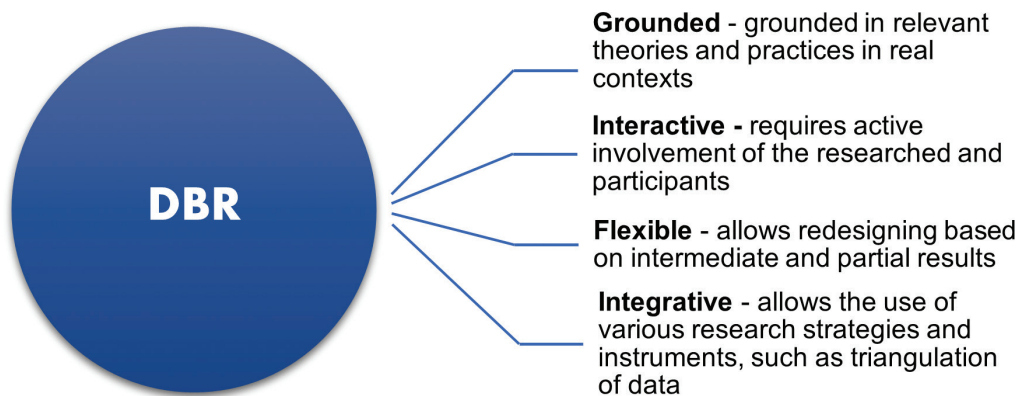 DBR
Grounded - grounded in relevant
theories and practices in real
contexts
Interactive - requires active
involvement of the researched and
participants
Flexible - allows redesigning based
on intermediate and partial results
Integrative - allows the use of
various research strategies and
instruments, such as triangulation
of data